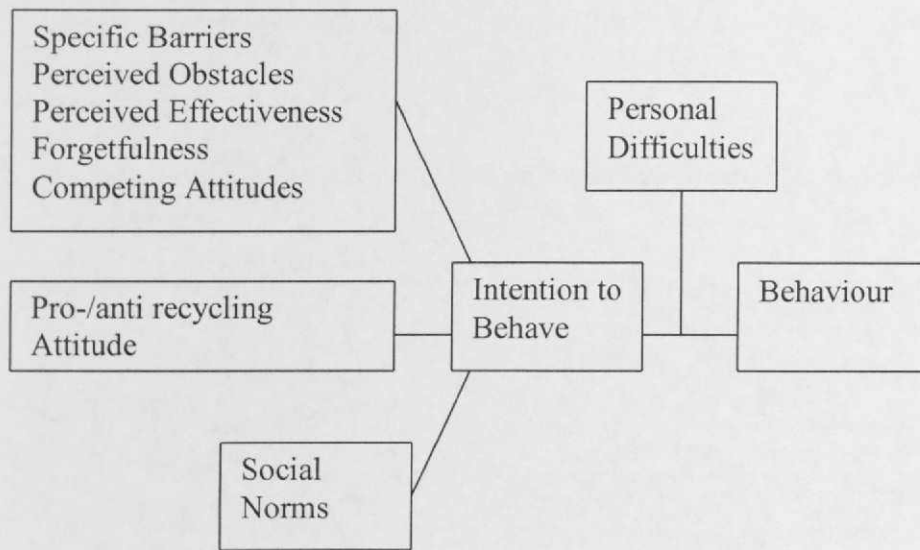 Specific Barriers
Perceived Obstacles
Perceived Effectiveness
Forgetfulness
Competing Attitudes
Personal
Difficulties
Pro-/anti recycling
Attitude
Intention to
Behave
Behaviour
Social
Norms